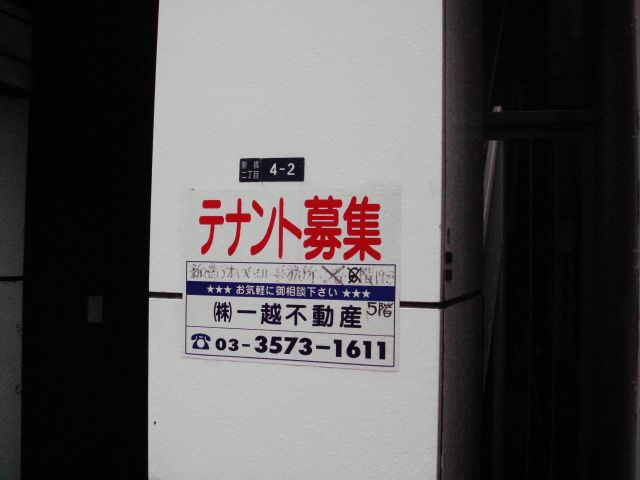 新橋
二丁目
4-2
テナント募集
★★★ お気軽に御相談下さい ★★★
(株)一越不動産 5階
☎ 03-3573-1611